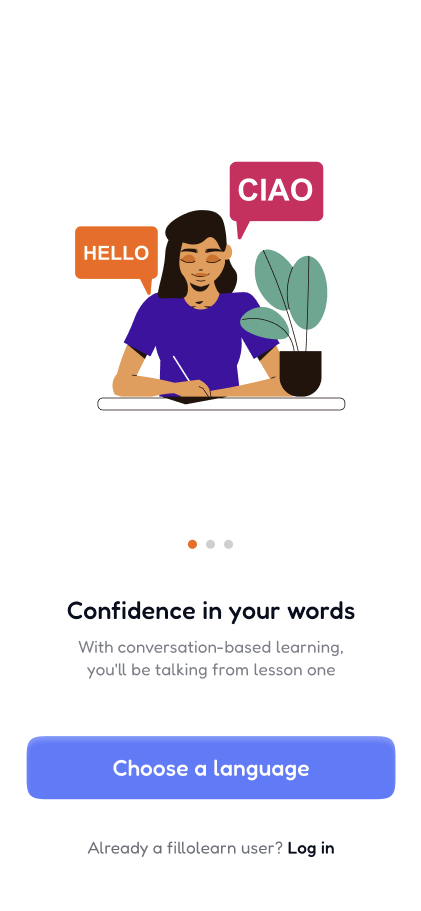 CIAO
HELLO
Confidence in your words
With conversation-based learning,
you'll be talking from lesson one
Choose a language
Already a fillolearn user? Log in